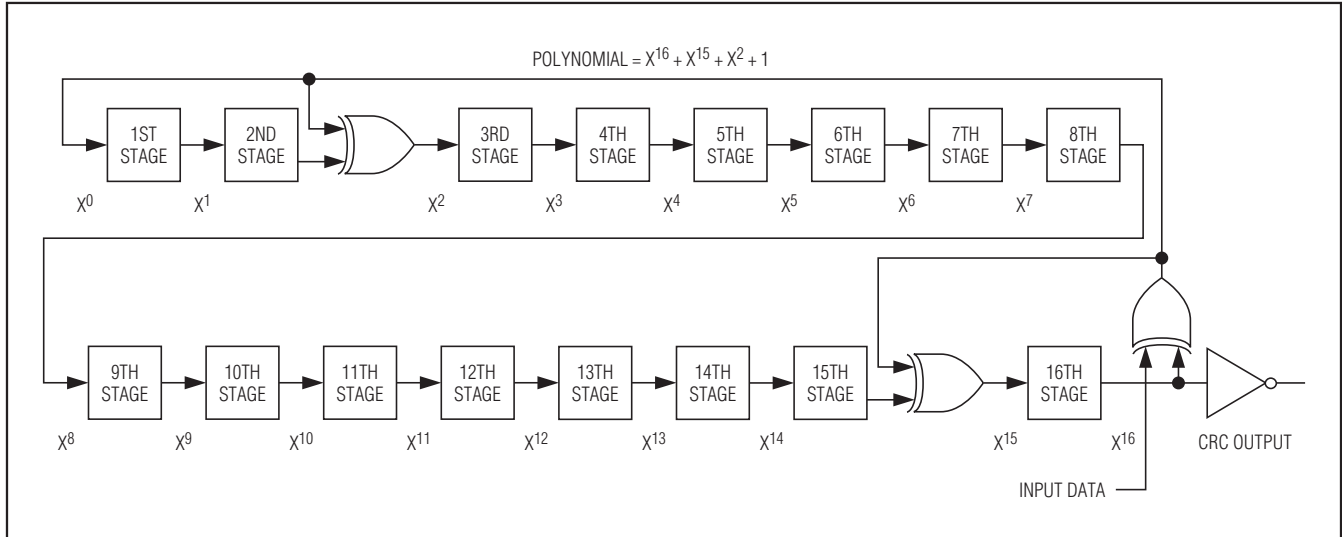 POLYNOMIAL = X¹⁶ + X¹⁵ + X² + 1
1ST STAGE
2ND STAGE
3RD STAGE
4TH STAGE
5TH STAGE
6TH STAGE
7TH STAGE
8TH STAGE
X⁰
X¹
X²
X³
X⁴
X⁵
X⁶
X⁷
9TH STAGE
10TH STAGE
11TH STAGE
12TH STAGE
13TH STAGE
14TH STAGE
15TH STAGE
16TH STAGE
X⁸
X⁹
X¹⁰
X¹¹
X¹²
X¹³
X¹⁴
X¹⁵
X¹⁶
CRC OUTPUT
INPUT DATA